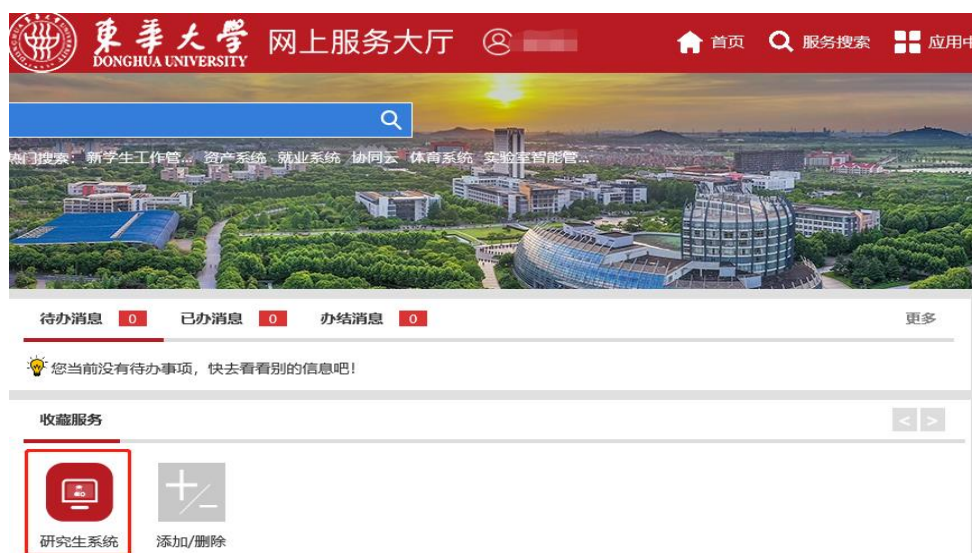 東華大学 网上服务大厅 首页 服务搜索 应用中
DONGHUA UNIVERSITY
热门搜索：新学生工作管... 资产系统 就业系统 协同云 体育系统 实验室智能管...
待办消息 0 已办消息 0 办结消息 0 更多
您当前没有待办事项，快去看看别的信息吧！
收藏服务 < >
研究生系统 添加/删除